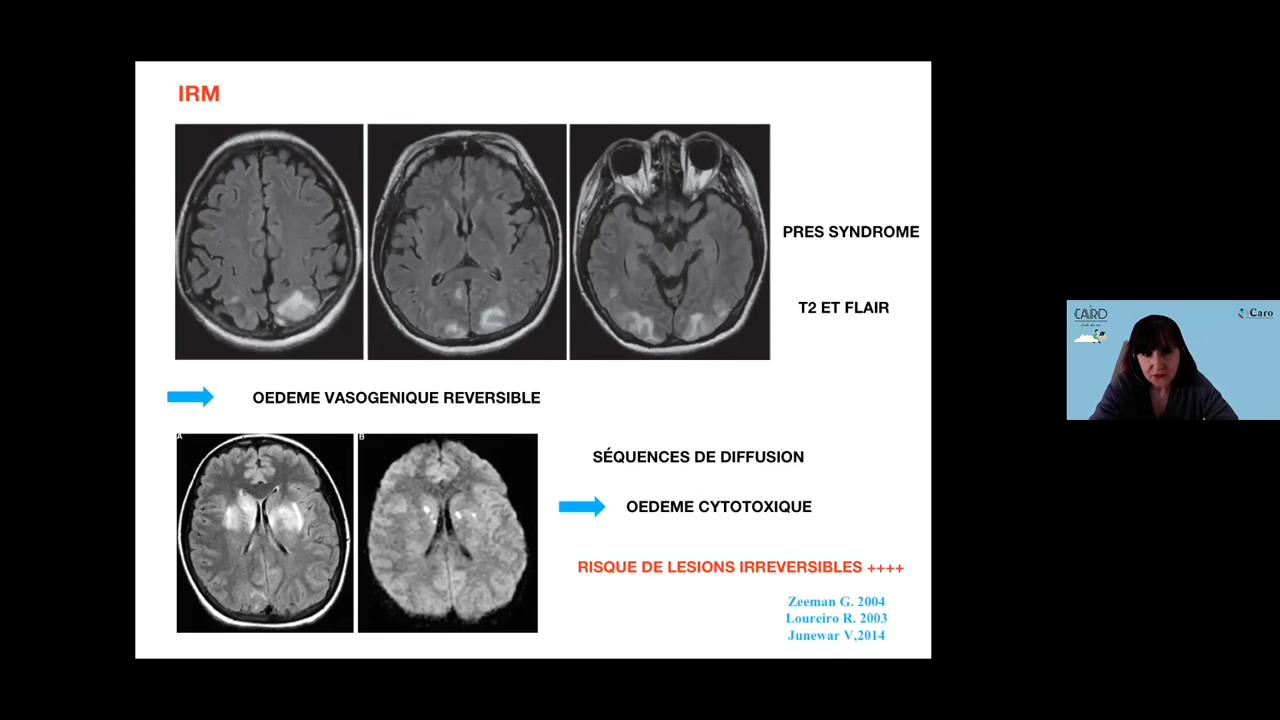 IRM
PRES SYNDROME
T2 ET FLAIR
OEDEME VASOGENIQUE REVERSIBLE
A
B
SÉQUENCES DE DIFFUSION
OEDEME CYTOTOXIQUE
RISQUE DE LESIONS IRREVERSIBLES ++++
Zeeman G. 2004
Loureiro R. 2003
Junewar V,2014
CARO
Caro